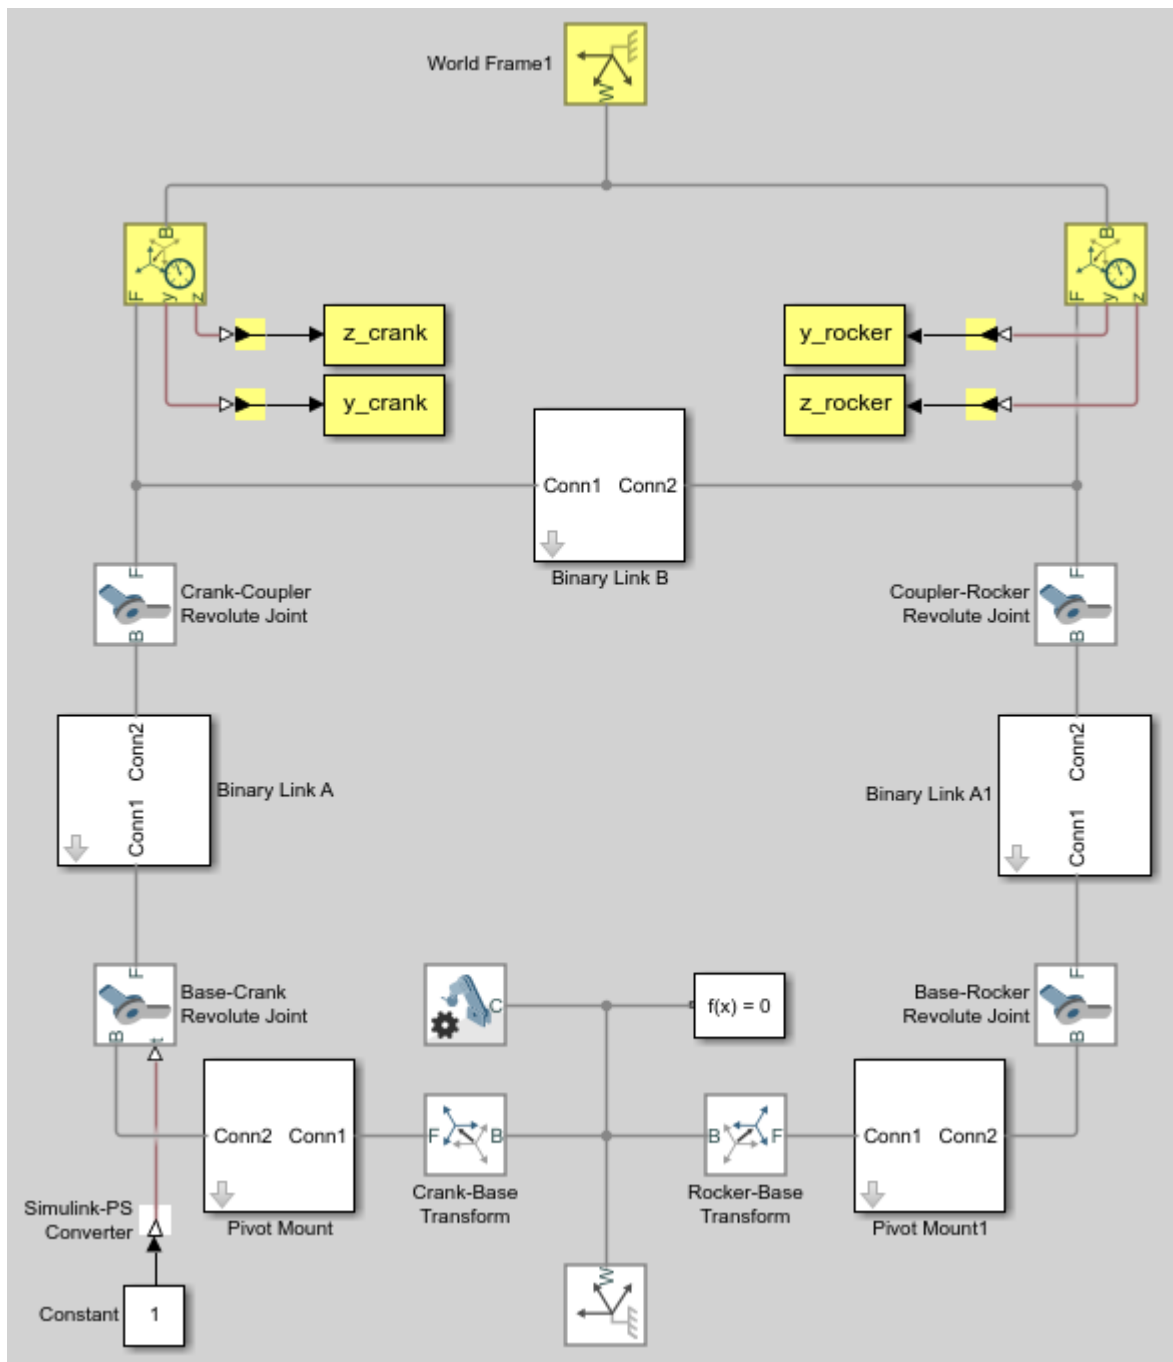 World Frame1
W
B
B
F y z
F y z
z_crank
y_rocker
y_crank
z_rocker
Conn1 Conn2
Binary Link B
F
Crank-Coupler
Revolute Joint
B
Coupler-Rocker
Revolute Joint
F
B
Conn2
Conn1
Binary Link A
Conn2
Conn1
Binary Link A1
F
Base-Crank
Revolute Joint
B t
C
f(x) = 0
Base-Rocker
Revolute Joint
F
B
Conn2 Conn1
Pivot Mount
F B
Crank-Base
Transform
B F
Rocker-Base
Transform
Conn1 Conn2
Pivot Mount1
Simulink-PS
Converter
Constant
1
W